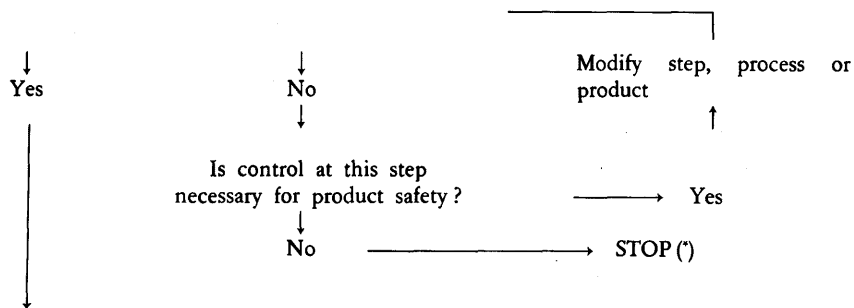 Modify step, process or
Yes No product
Is control at this step
necessary for product safety? Yes
No STOP (*)